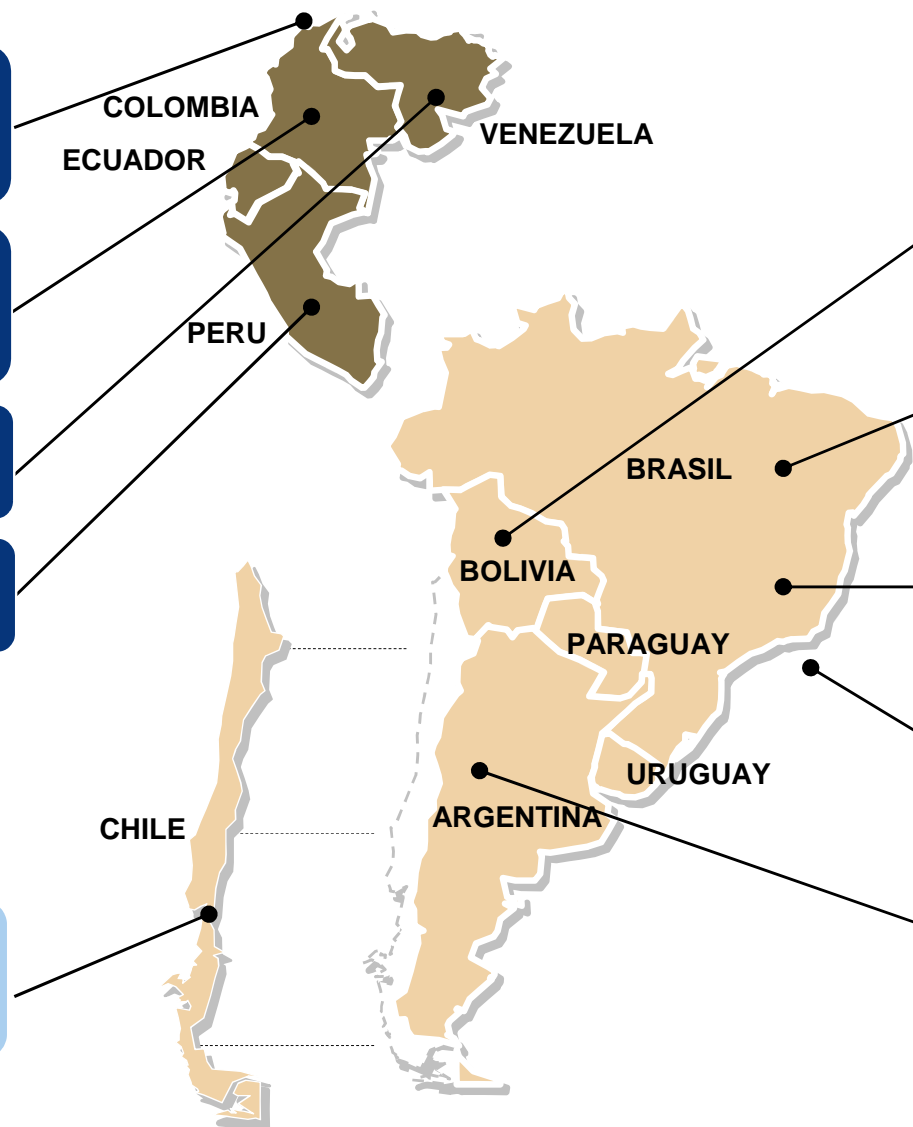 COLOMBIA
VENEZUELA
ECUADOR
PERU
BRASIL
BOLIVIA
PARAGUAY
URUGUAY
ARGENTINA
CHILE